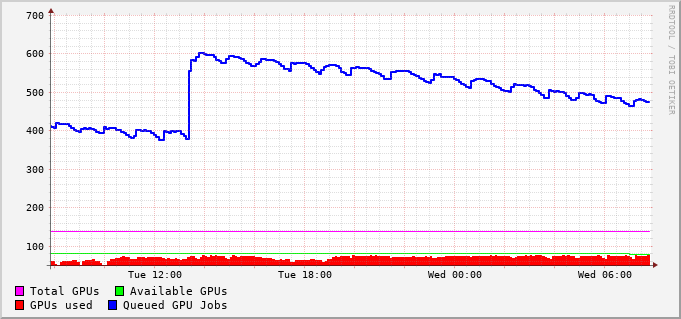 700
600
500
400
300
200
100
Tue 12:00 Tue 18:00 Wed 00:00 Wed 06:00
Total GPUs Available GPUs
GPUs used Queued GPU Jobs
RRDTOOL / TOBI OETIKER